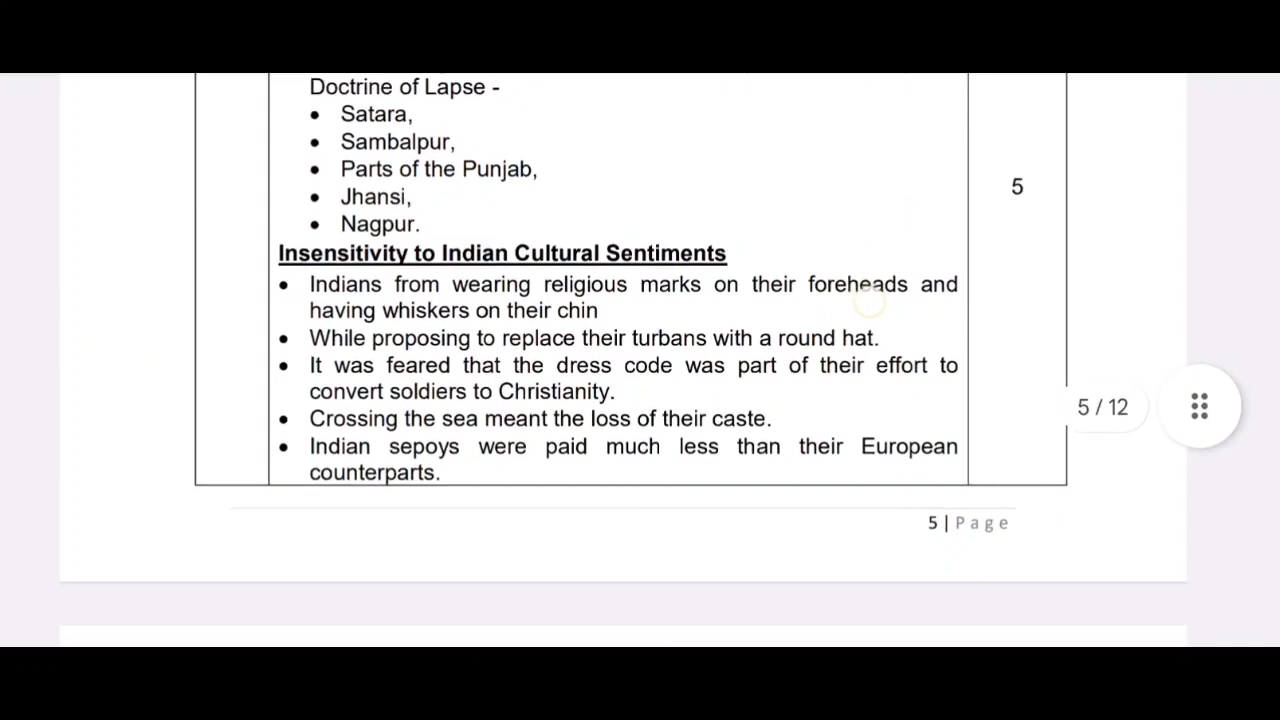 Doctrine of Lapse -
• Satara,
• Sambalpur,
• Parts of the Punjab,
• Jhansi,
• Nagpur.
5
Insensitivity to Indian Cultural Sentiments
• Indians from wearing religious marks on their foreheads and
having whiskers on their chin
• While proposing to replace their turbans with a round hat.
• It was feared that the dress code was part of their effort to
convert soldiers to Christianity.
• Crossing the sea meant the loss of their caste.
• Indian sepoys were paid much less than their European
counterparts.
5 / 12
5 | Page